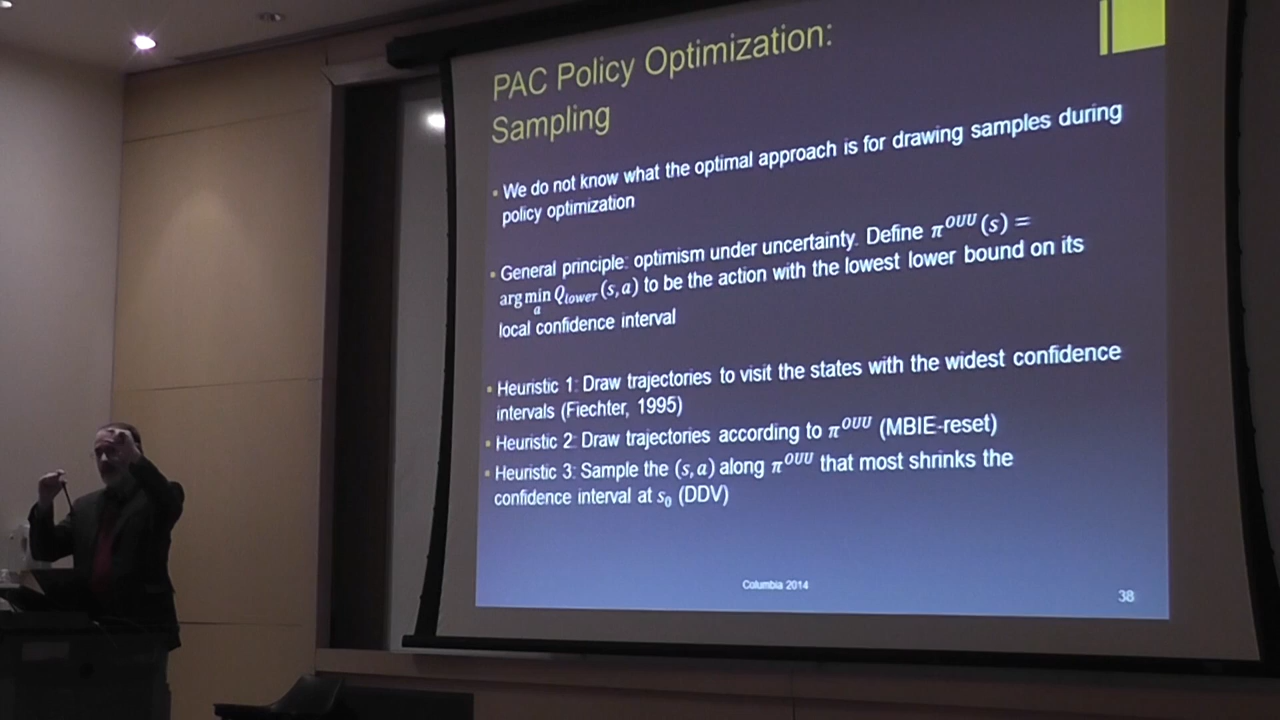 PAC Policy Optimization:
Sampling
▪ We do not know what the optimal approach is for drawing samples during
policy optimization
▪ General principle: optimism under uncertainty. Define π^OUU (s) =
arg min_a Q_lower (s, a) to be the action with the lowest lower bound on its
local confidence interval
▪ Heuristic 1: Draw trajectories to visit the states with the widest confidence
intervals (Fiechter, 1995)
▪ Heuristic 2: Draw trajectories according to π^OUU (MBIE-reset)
▪ Heuristic 3: Sample the (s, a) along π^OUU that most shrinks the
confidence interval at s₀ (DDV)
Columbia 2014
38